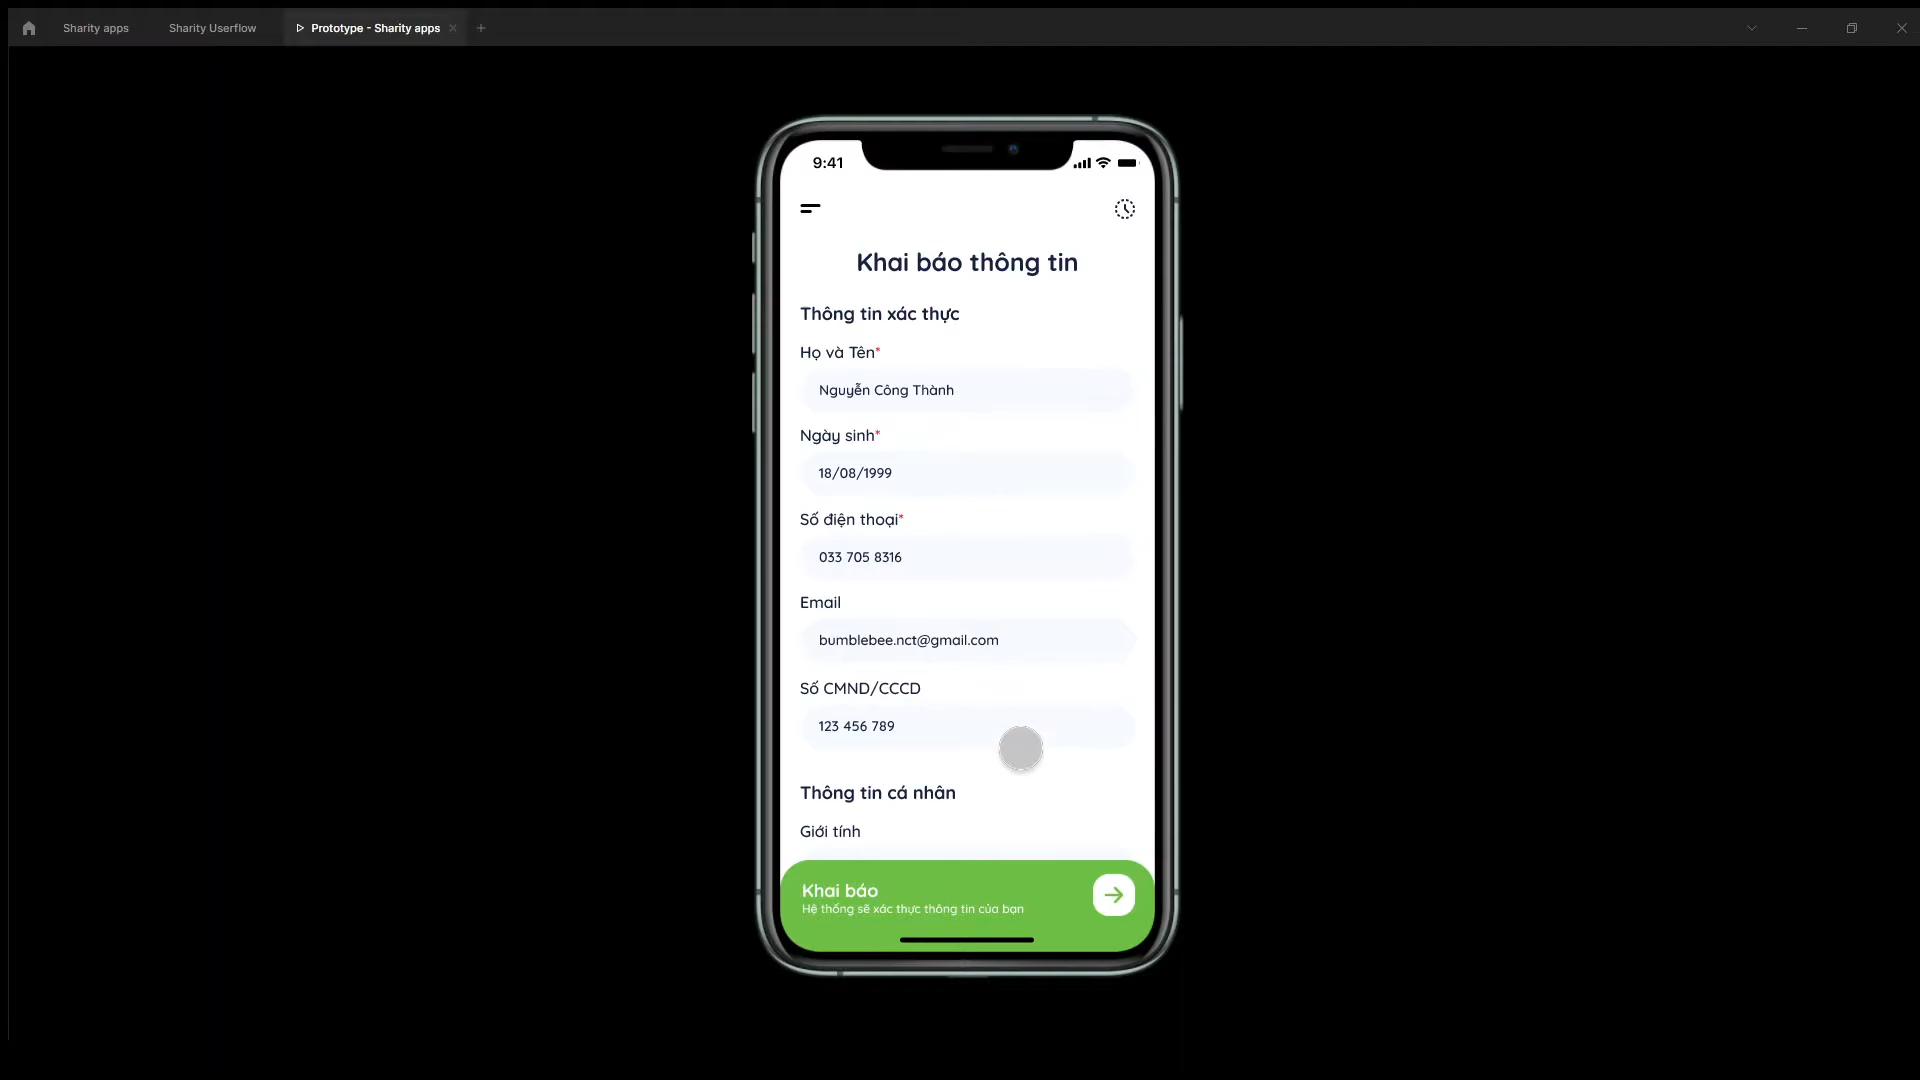 Sharity apps
Sharity Userflow
Prototype - Sharity apps
9:41
Khai báo thông tin
Thông tin xác thực
Họ và Tên*
Nguyễn Công Thành
Ngày sinh*
18/08/1999
Số điện thoại*
033 705 8316
Email
bumblebee.nct@gmail.com
Số CMND/CCCD
123 456 789
Thông tin cá nhân
Giới tính
Khai báo
Hệ thống sẽ xác thực thông tin của bạn